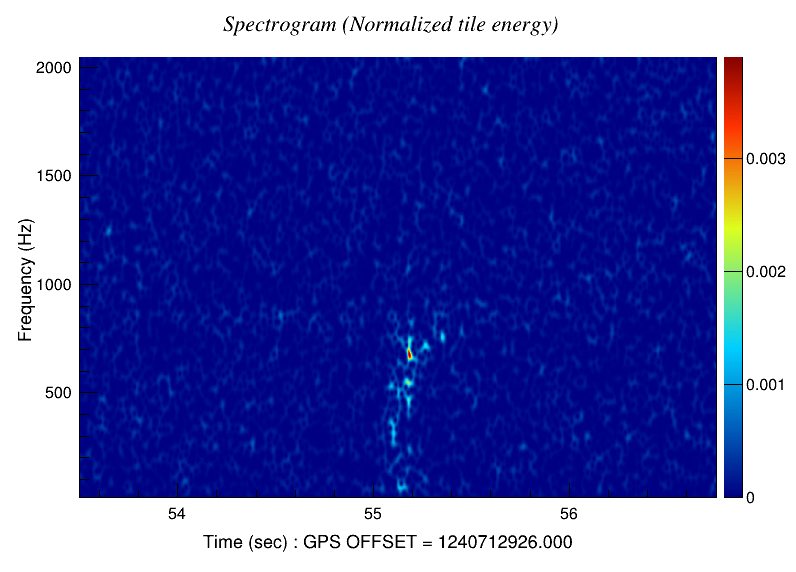 Spectrogram (Normalized tile energy)
2000
1500
1000
500
Frequency (Hz)
0.003
0.002
0.001
0
54 55 56
Time (sec) : GPS OFFSET = 1240712926.000